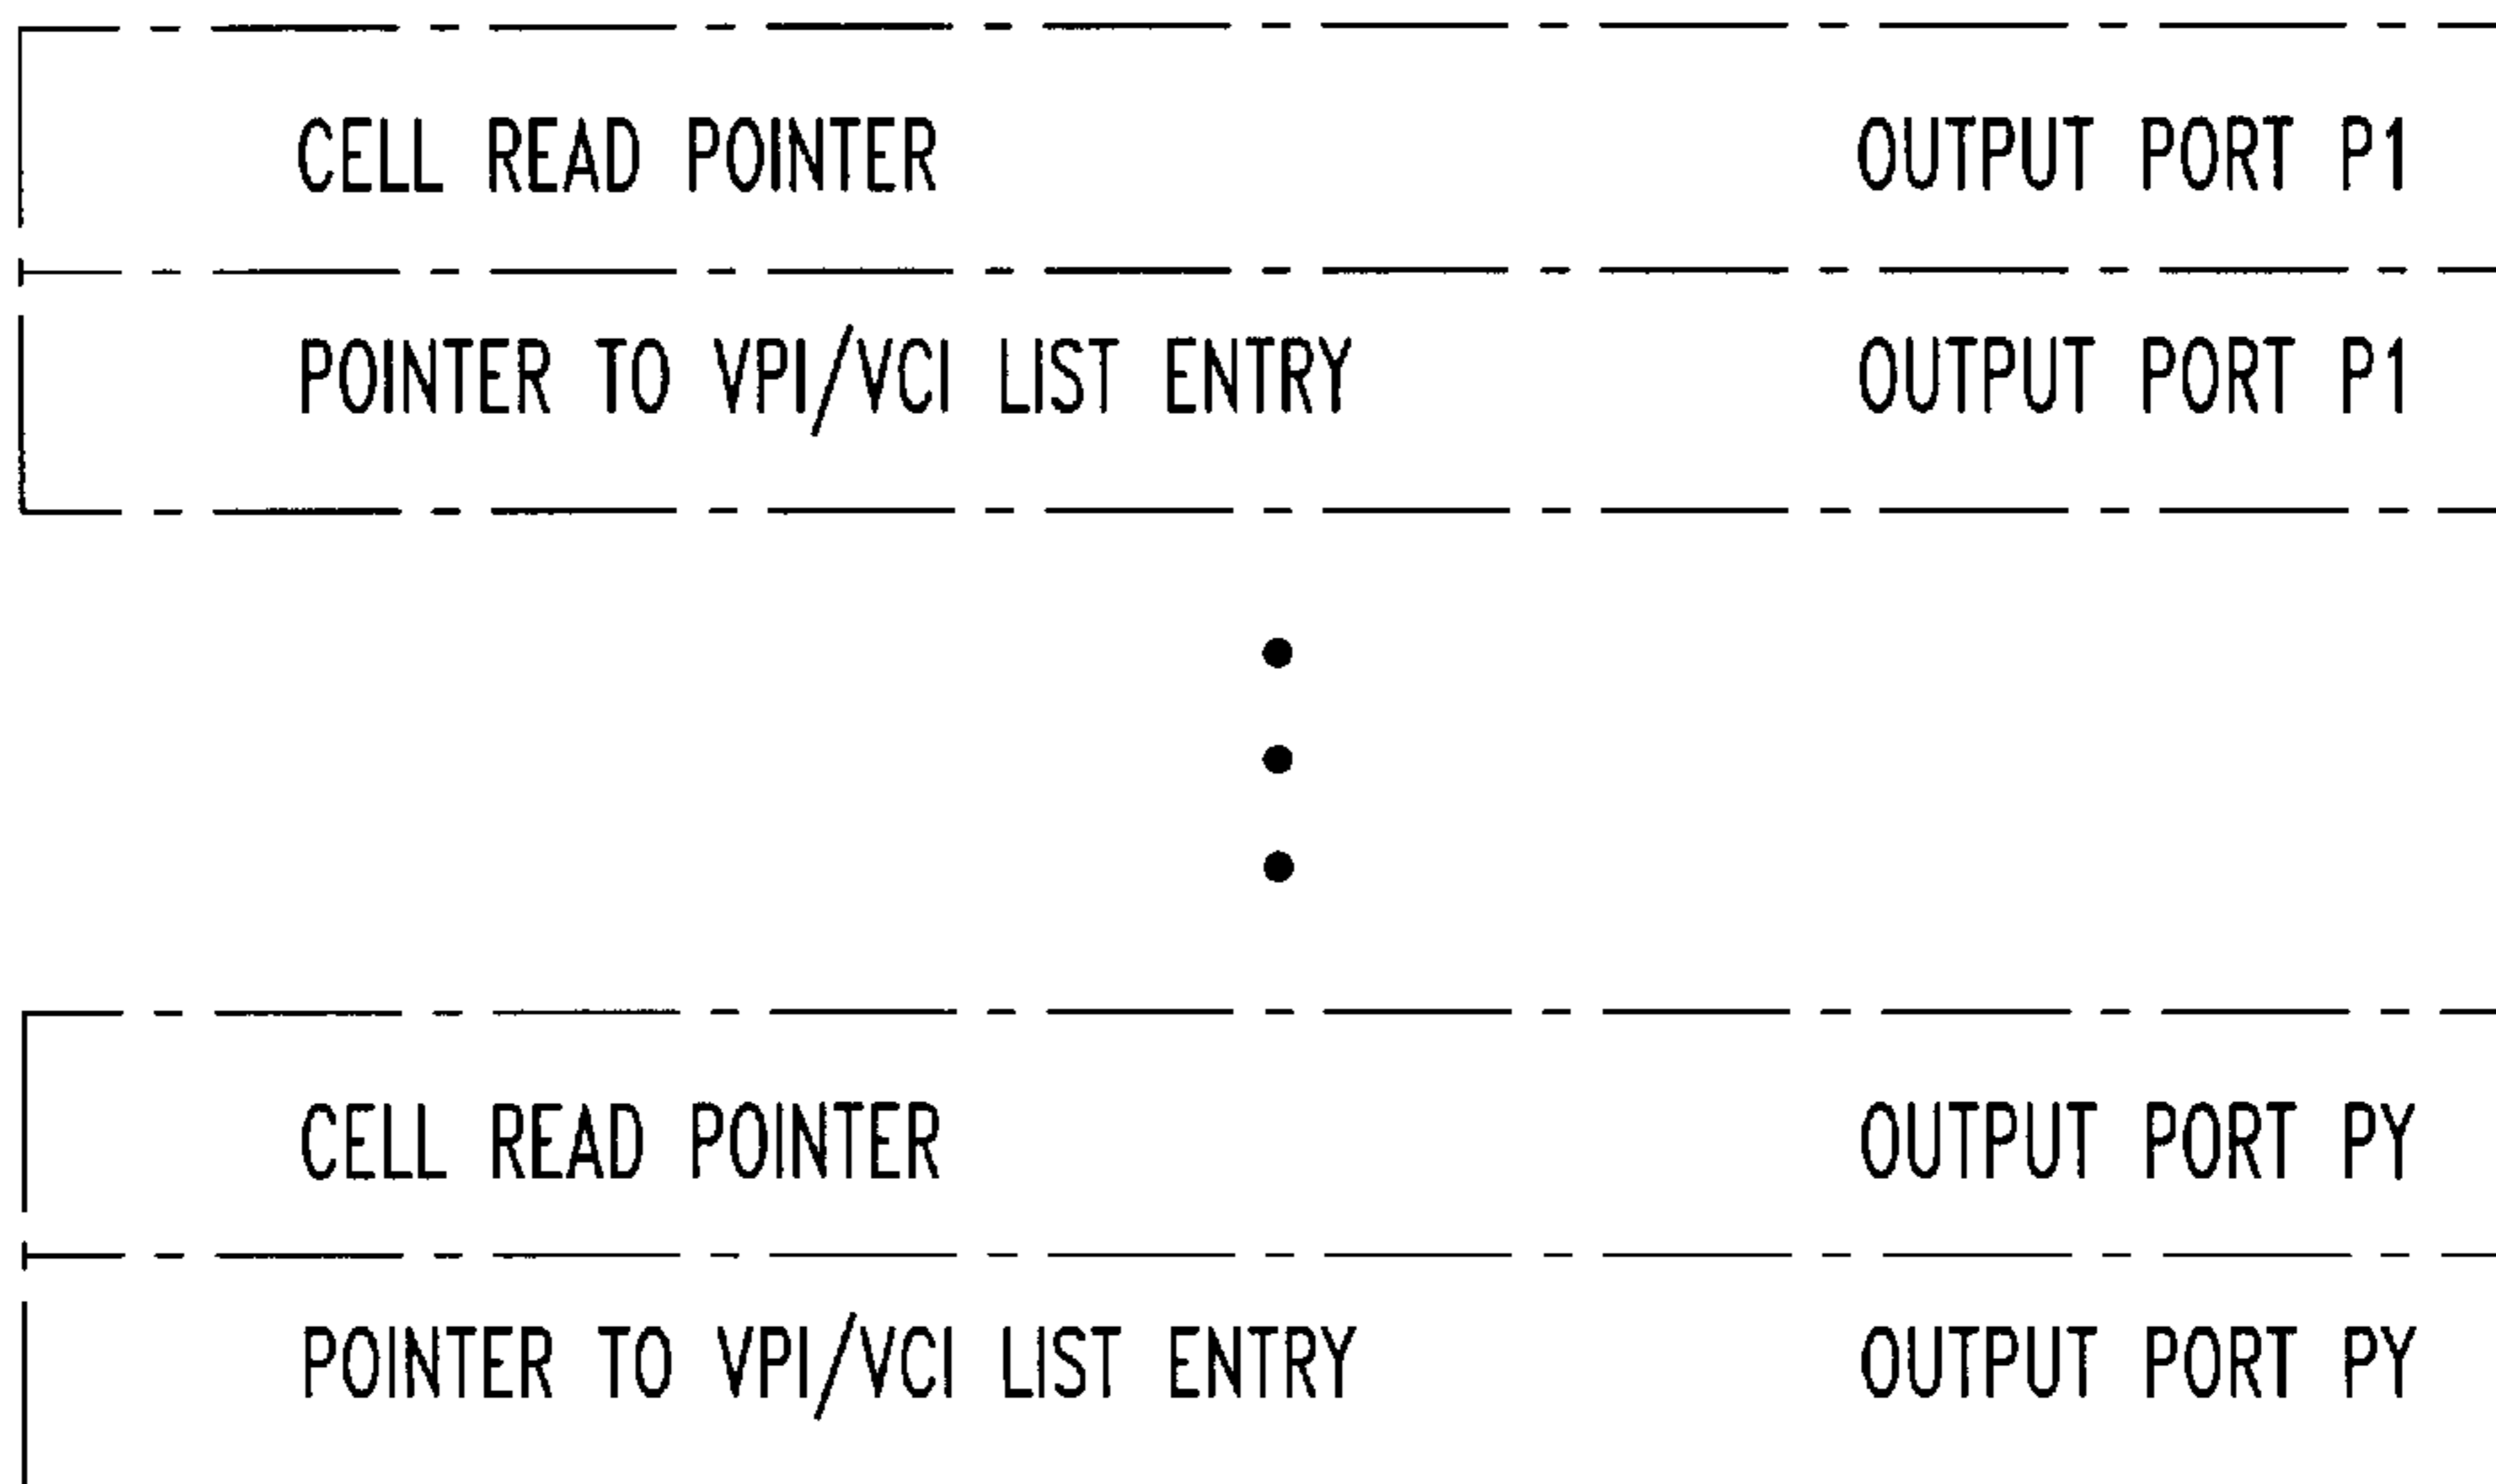 CELL READ POINTER OUTPUT PORT P1
POINTER TO VPI/VCI LIST ENTRY OUTPUT PORT P1
CELL READ POINTER OUTPUT PORT PY
POINTER TO VPI/VCI LIST ENTRY OUTPUT PORT PY